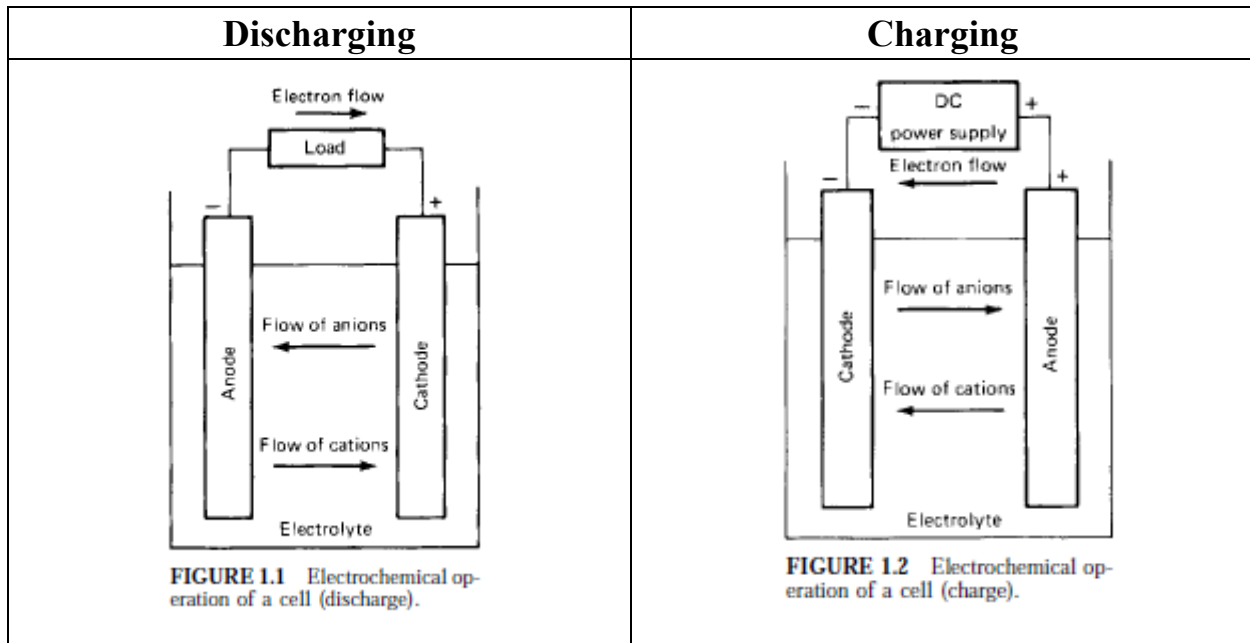 Discharging
Charging
Electron flow
Load
−
+
Anode
Flow of anions
Cathode
Flow of cations
Electrolyte
FIGURE 1.1 Electrochemical op-
eration of a cell (discharge).
−
DC
+
power supply
Electron flow
−
+
Cathode
Flow of anions
Anode
Flow of cations
Electrolyte
FIGURE 1.2 Electrochemical op-
eration of a cell (charge).